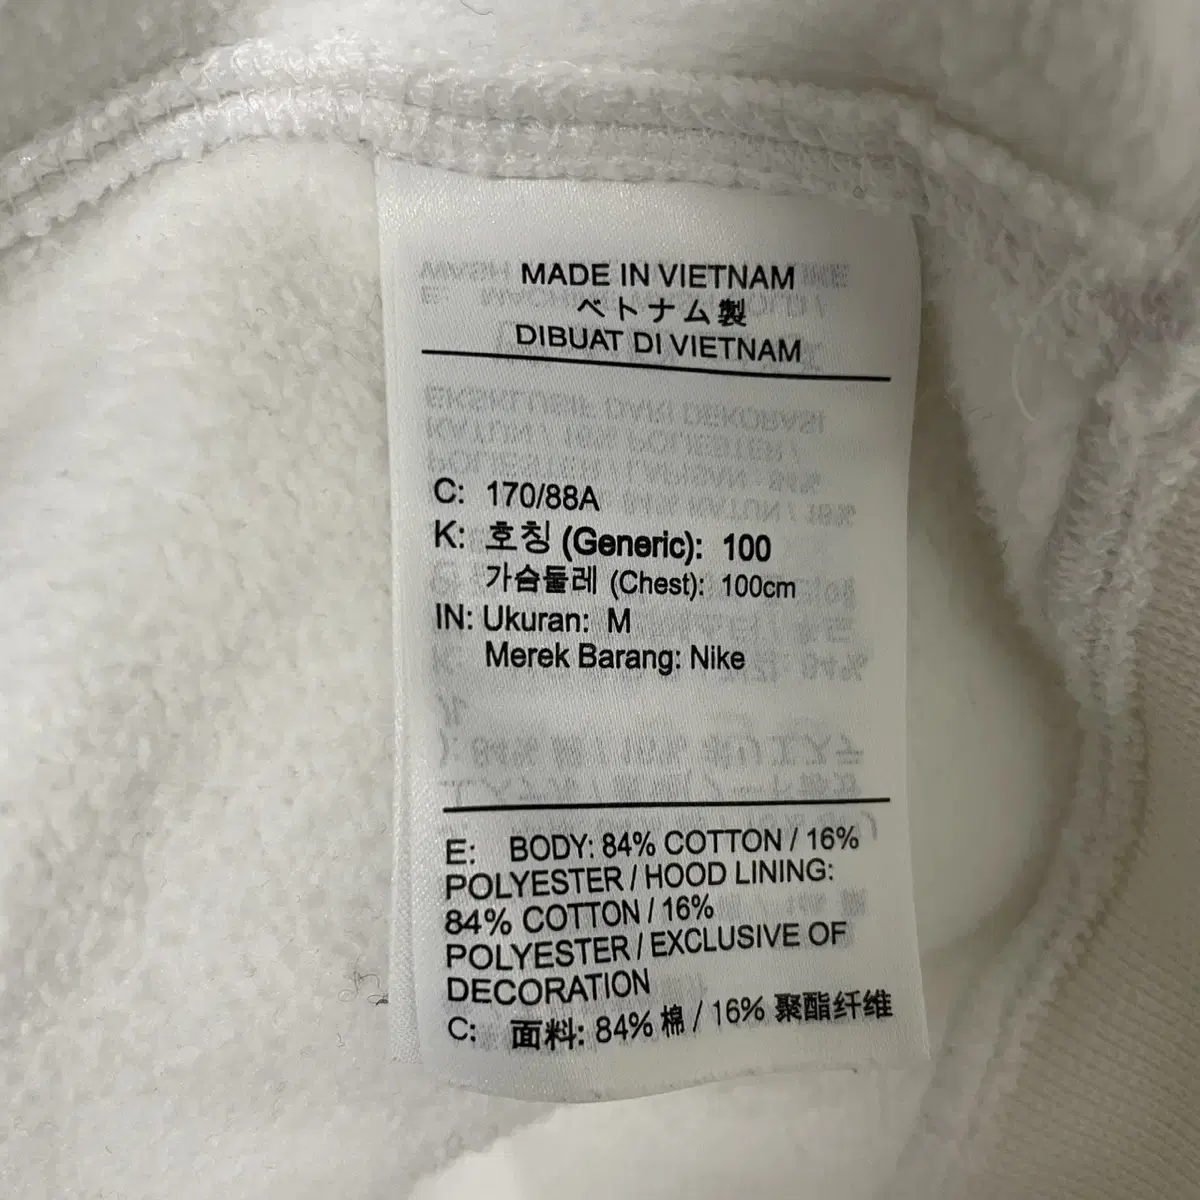 MADE IN VIETNAM
ベトナム製
DIBUAT DI VIETNAM
C: 170/88A
K: 호칭 (Generic): 100
가슴둘레 (Chest): 100cm
IN: Ukuran: M
Merek Barang: Nike
E: BODY: 84% COTTON / 16%
POLYESTER / HOOD LINING:
84% COTTON / 16%
POLYESTER / EXCLUSIVE OF
DECORATION
C: 面料: 84% 棉 / 16% 聚酯纤维